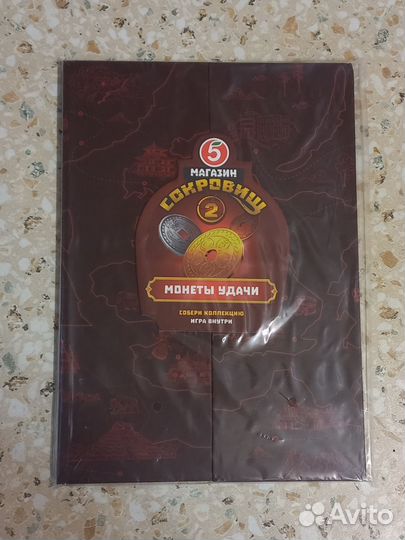 5
МАГАЗИН
СОКРОВИЩ
2
МОНЕТЫ УДАЧИ
СОБЕРИ КОЛЛЕКЦИЮ
ИГРА ВНУТРИ
Avito